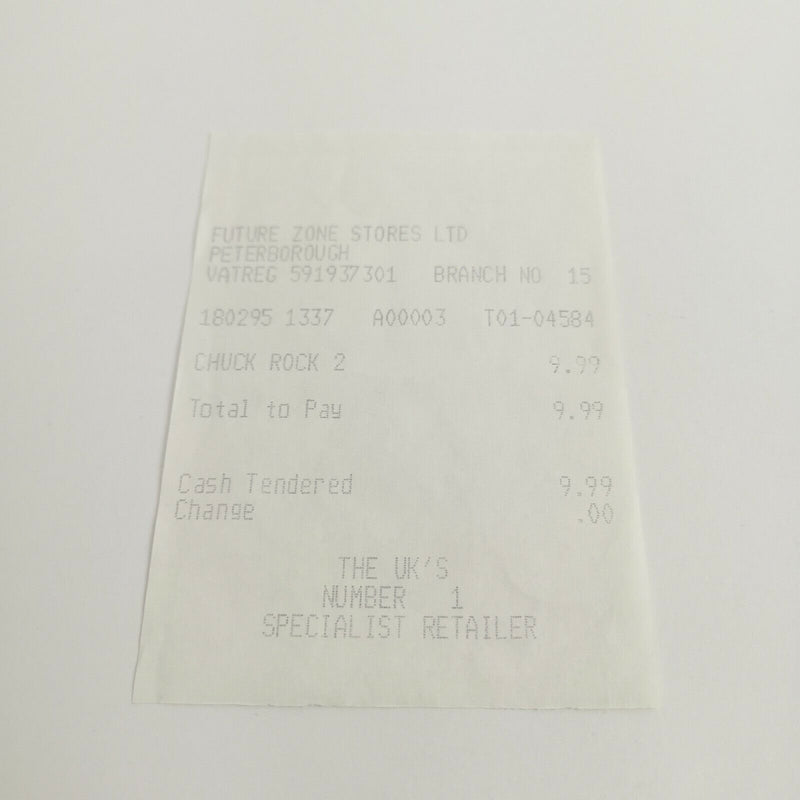 FUTURE ZONE STORES LTD
PETERBOROUGH
VATREG 591937301 BRANCH NO 15
180295 1337 A00003 T01-04584
CHUCK ROCK 2 9.99
Total to Pay 9.99
Cash Tendered 9.99
Change .00
THE UK'S
NUMBER 1
SPECIALIST RETAILER